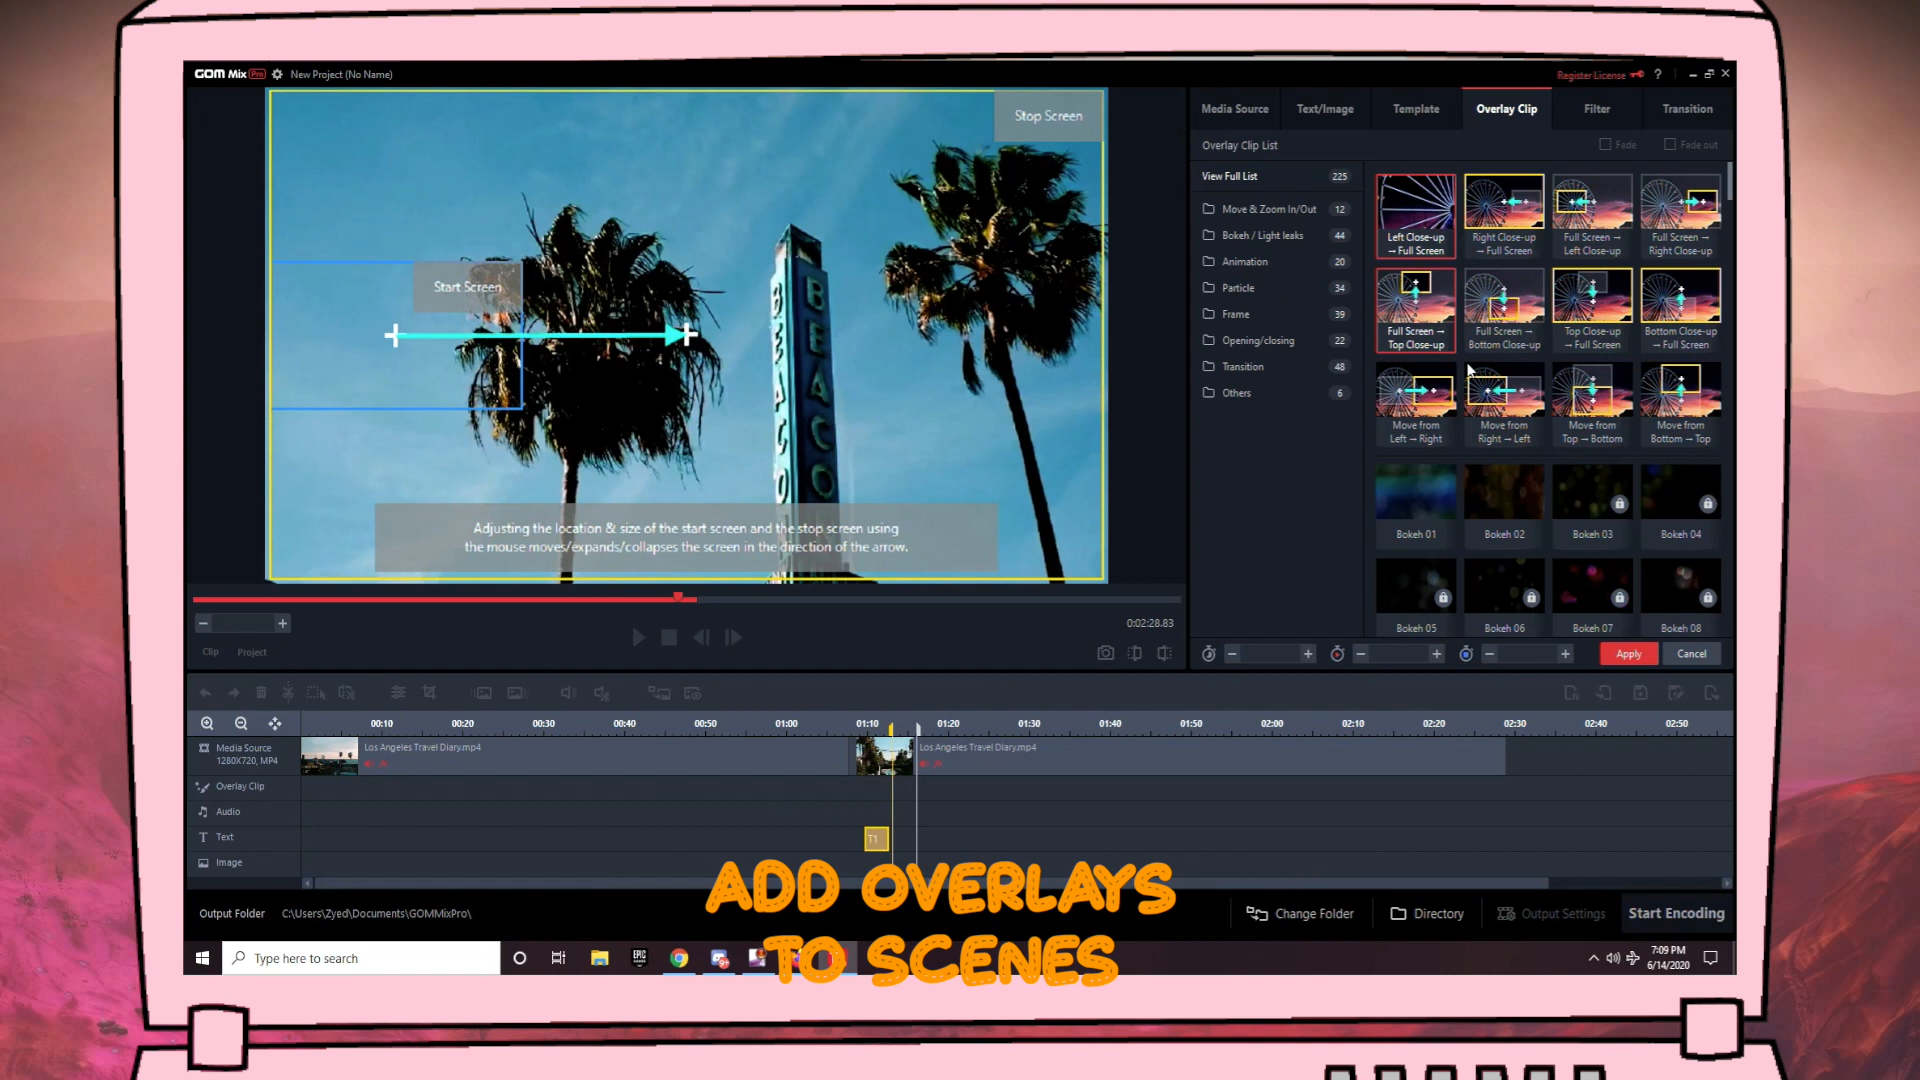 GOM Mix Pro New Project (No Name)
Register License ?
Stop Screen
Start Screen
BEACO
BEACO
Adjusting the location & size of the start screen and the stop screen using
the mouse moves/expands/collapses the screen in the direction of the arrow.
0:02:28.83
Clip Project
Media Source Text/Image Template Overlay Clip Filter Transition
Overlay Clip List Fade Fade out
View Full List 225
Move & Zoom In/Out 12
Bokeh / Light leaks 44
Animation 20
Particle 34
Frame 39
Opening/closing 22
Transition 48
Others 6
Left Close-up
→ Full Screen
Right Close-up
→ Full Screen
Full Screen →
Left Close-up
Full Screen →
Right Close-up
Full Screen →
Top Close-up
Full Screen →
Bottom Close-up
Top Close-up
→ Full Screen
Bottom Close-up
→ Full Screen
Move from
Left → Right
Move from
Right → Left
Move from
Top → Bottom
Move from
Bottom → Top
Bokeh 01 Bokeh 02 Bokeh 03 Bokeh 04
Bokeh 05 Bokeh 06 Bokeh 07 Bokeh 08
Apply Cancel
00:10 00:20 00:30 00:40 00:50 01:00 01:10 01:20 01:30 01:40 01:50 02:00 02:10 02:20 02:30 02:40 02:50
Media Source
1280X720, MP4
Los Angeles Travel Diary.mp4 Los Angeles Travel Diary.mp4
Overlay Clip
Audio
Text
T1
Image
ADD OVERLAYS
TO SCENES
Output Folder C:\Users\Zyed\Documents\GOMMixPro\
Change Folder Directory Output Settings Start Encoding
Type here to search
EPIC
9+
7:09 PM
6/14/2020